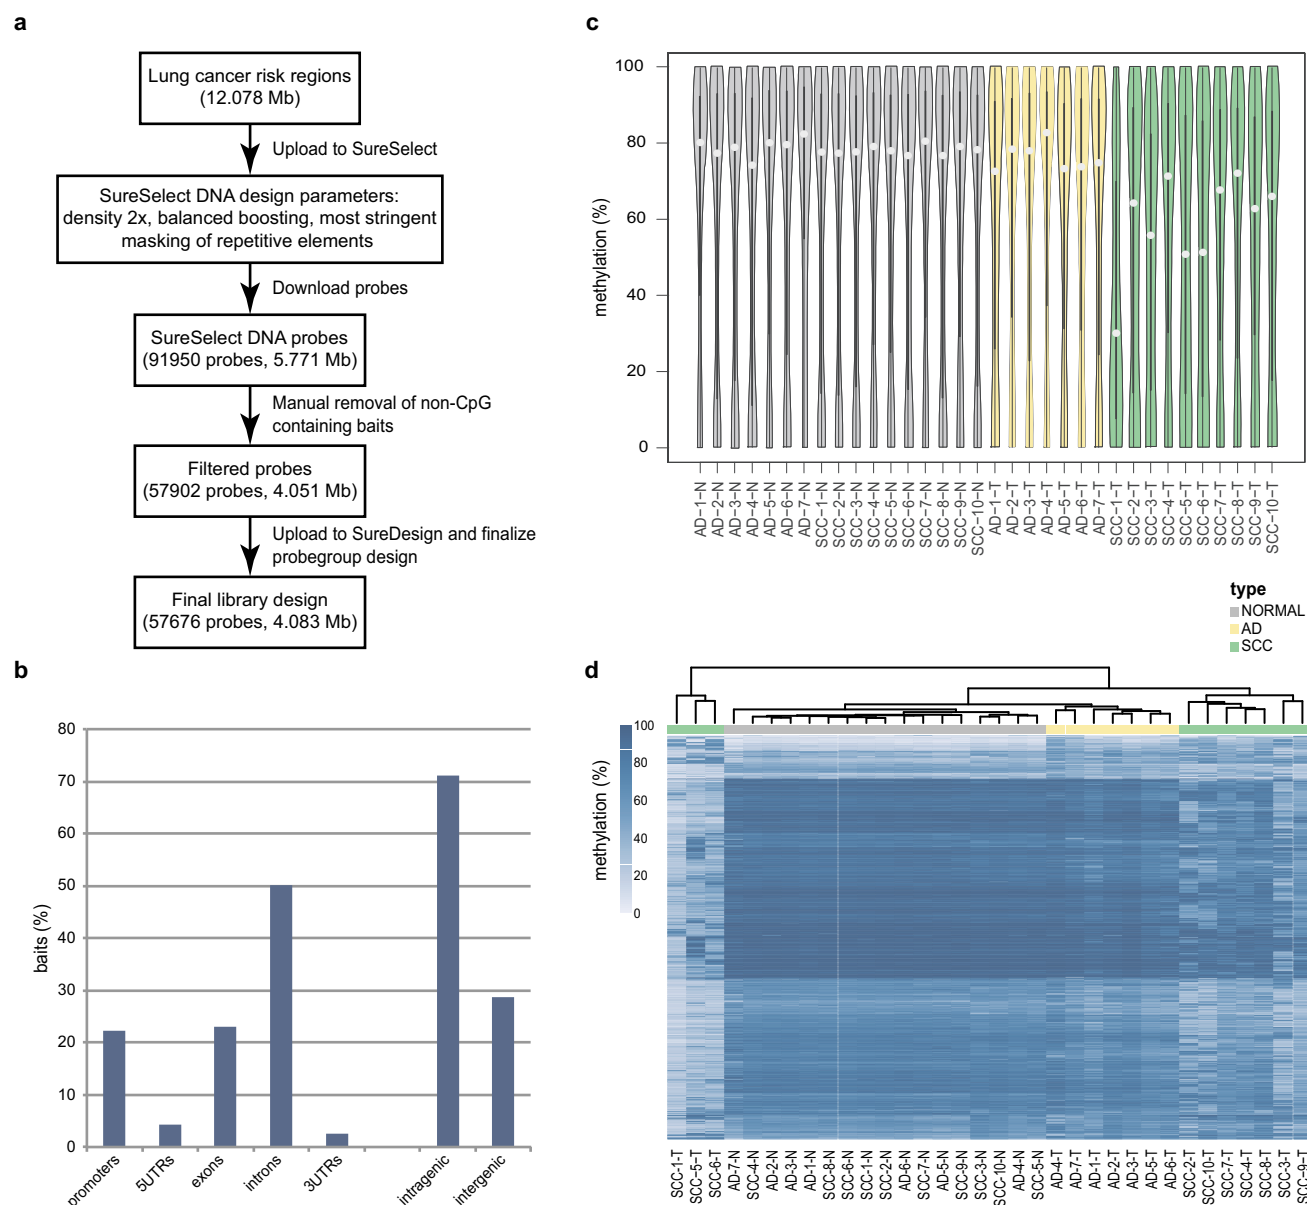 a
Lung cancer risk regions
(12.078 Mb)
Upload to SureSelect
SureSelect DNA design parameters:
density 2x, balanced boosting, most stringent
masking of repetitive elements
Download probes
SureSelect DNA probes
(91950 probes, 5.771 Mb)
Manual removal of non-CpG
containing baits
Filtered probes
(57902 probes, 4.051 Mb)
Upload to SureDesign and finalize
probegroup design
Final library design
(57676 probes, 4.083 Mb)
b
baits (%)
80
70
60
50
40
30
20
10
0
promoters
5UTRs
exons
introns
3UTRs
intragenic
intergenic
c
methylation (%)
100
80
60
40
20
0
AD-1-N
AD-2-N
AD-3-N
AD-4-N
AD-5-N
AD-6-N
AD-7-N
SCC-1-N
SCC-2-N
SCC-3-N
SCC-4-N
SCC-5-N
SCC-6-N
SCC-7-N
SCC-8-N
SCC-9-N
SCC-10-N
AD-1-T
AD-2-T
AD-3-T
AD-4-T
AD-5-T
AD-6-T
AD-7-T
SCC-1-T
SCC-2-T
SCC-3-T
SCC-4-T
SCC-5-T
SCC-6-T
SCC-7-T
SCC-8-T
SCC-9-T
SCC-10-T
type
NORMAL
AD
SCC
d
methylation (%)
100
80
60
40
20
0
SCC-1-T
SCC-5-T
SCC-6-T
AD-7-N
SCC-4-N
AD-2-N
AD-3-N
AD-1-N
SCC-8-N
SCC-6-N
SCC-1-N
SCC-2-N
AD-6-N
SCC-7-N
AD-5-N
SCC-9-N
SCC-3-N
SCC-10-N
AD-4-N
SCC-5-N
AD-4-T
AD-7-T
AD-1-T
AD-2-T
AD-3-T
AD-5-T
AD-6-T
SCC-2-T
SCC-10-T
SCC-7-T
SCC-4-T
SCC-8-T
SCC-3-T
SCC-9-T